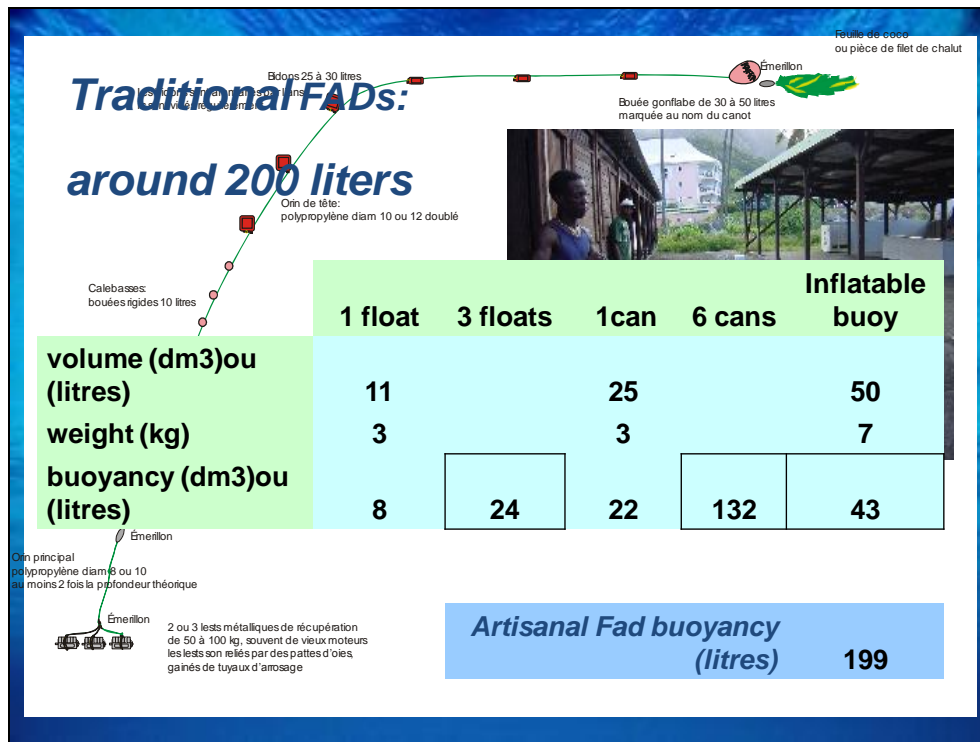 Feuille de coco
ou pièce de filet de chalut
Émerillon
Bidons 25 à 30 litres
Traditional FADs:
Bouée gonflabe de 30 à 50 litres
marquée au nom du canot
around 200 liters
Orin de tête:
polypropylène diam 10 ou 12 doublé
Calebasses:
bouées rigides 10 litres
1 float 3 floats 1can 6 cans Inflatable
buoy
volume (dm3)ou
(litres) 11 25 50
weight (kg) 3 3 7
buoyancy (dm3)ou
(litres) 8 24 22 132 43
Émerillon
Orin principal
polypropylène diam 8 ou 10
au moins 2 fois la profondeur théorique
Émerillon
2 ou 3 lests métalliques de récupération
de 50 à 100 kg, souvent de vieux moteurs
les lests son reliés par des pattes d'oies,
gainés de tuyaux d'arrosage
Artisanal Fad buoyancy
(litres) 199